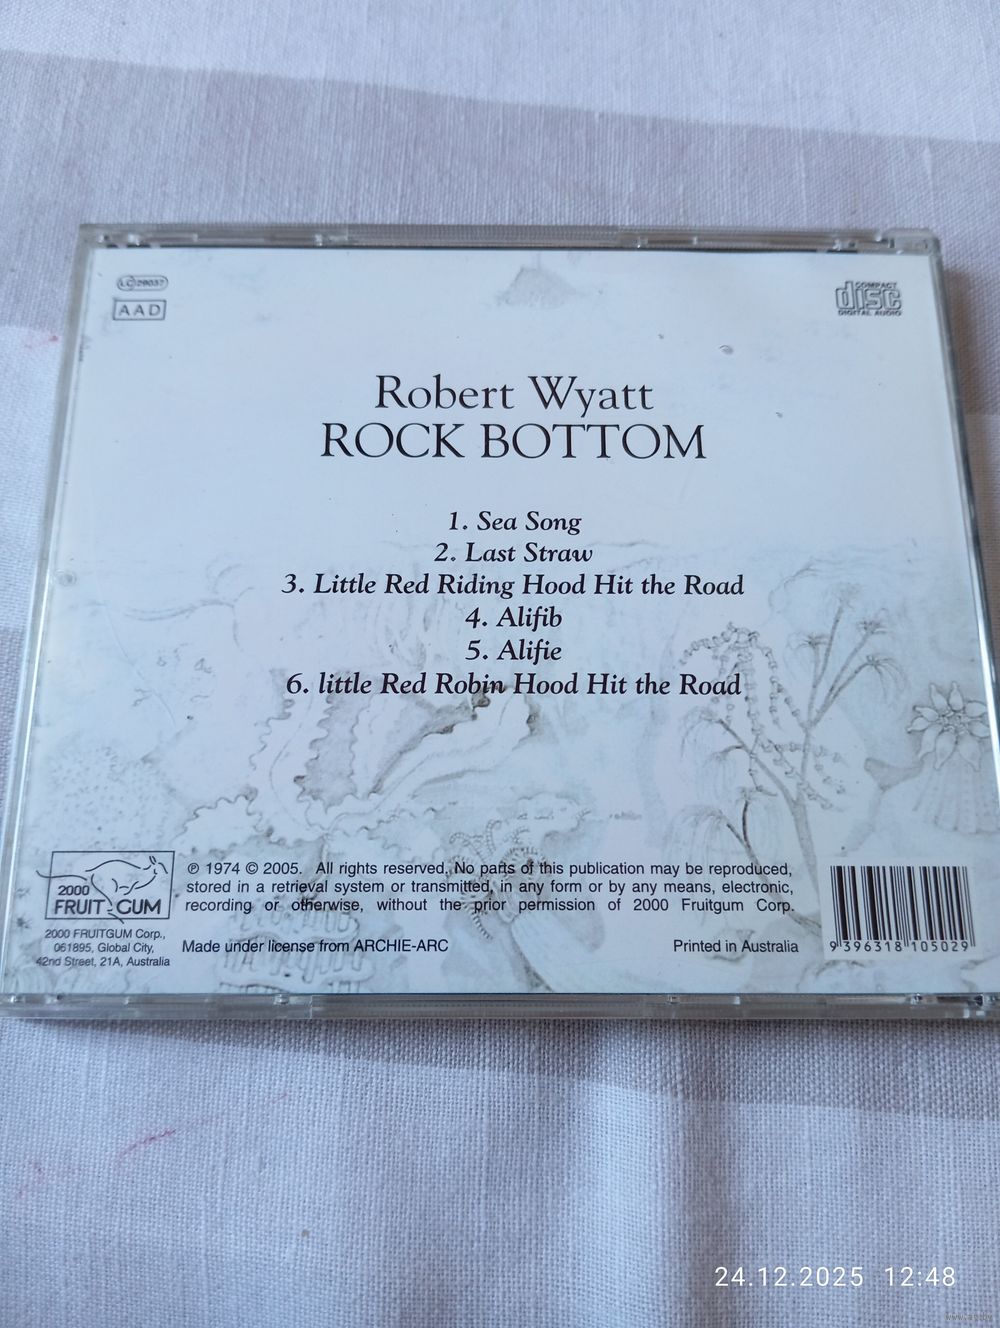 LC 29037
AAD
COMPACT
disc
DIGITAL AUDIO
Robert Wyatt
ROCK BOTTOM
1. Sea Song
2. Last Straw
3. Little Red Riding Hood Hit the Road
4. Alifib
5. Alifie
6. little Red Robin Hood Hit the Road
2000
FRUIT GUM
2000 FRUITGUM Corp.,
061895, Global City,
42nd Street, 21A, Australia
℗ 1974 © 2005. All rights reserved. No parts of this publication may be reproduced,
stored in a retrieval system or transmitted, in any form or by any means, electronic,
recording or otherwise, without the prior permission of 2000 Fruitgum Corp.
Made under license from ARCHIE-ARC
Printed in Australia
9 396318 105029
24.12.2025 12:48